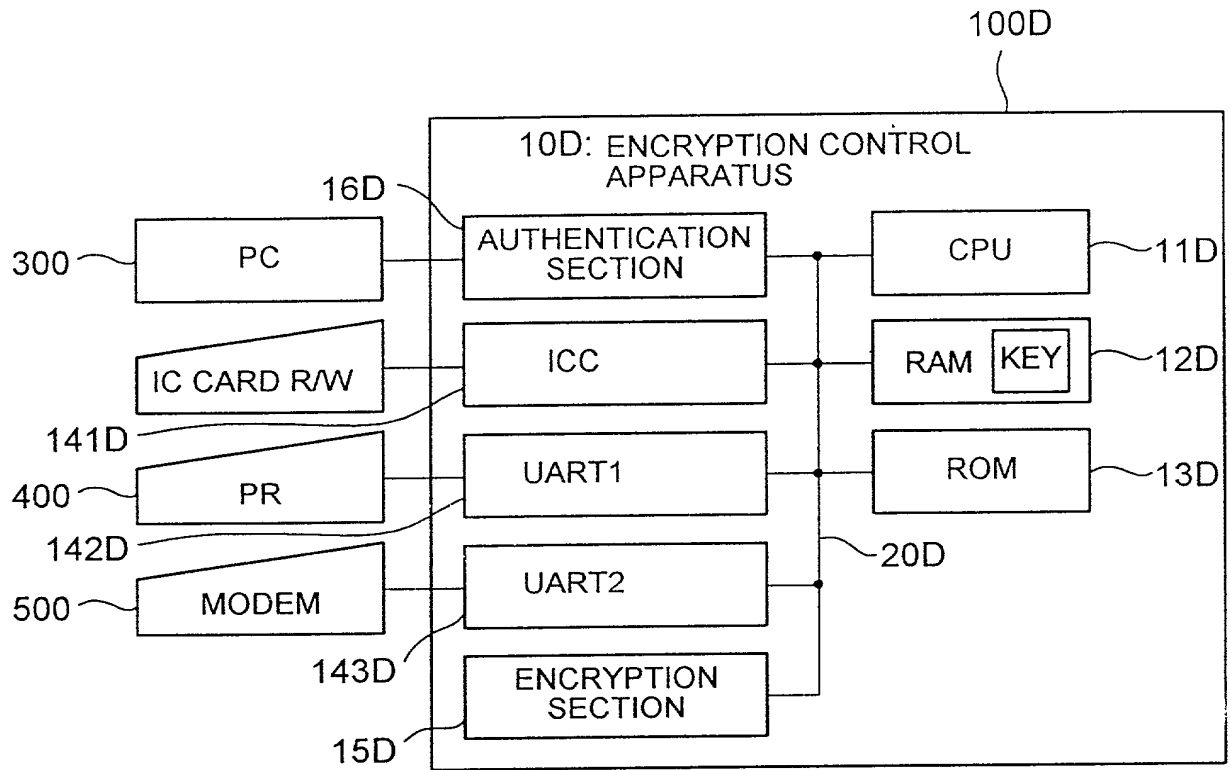 100D
10D: ENCRYPTION CONTROL
APPARATUS
16D
300
PC
AUTHENTICATION
SECTION
CPU
11D
IC CARD R/W
141D
ICC
RAM
KEY
12D
400
PR
142D
UART1
ROM
13D
20D
500
MODEM
143D
UART2
ENCRYPTION
SECTION
15D